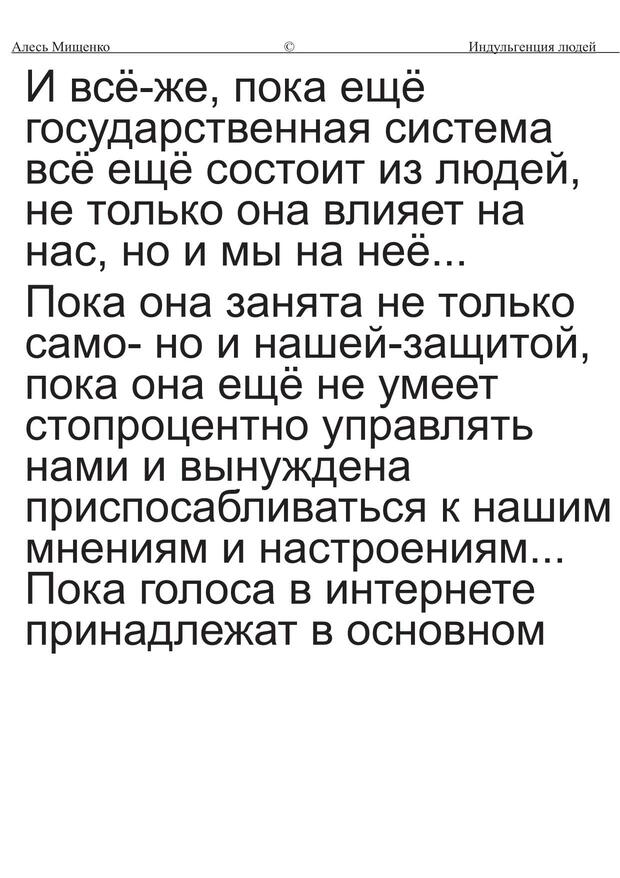 Алесь Мищенко © Индульгенция людей
И всё-же, пока ещё
государственная система
всё ещё состоит из людей,
не только она влияет на
нас, но и мы на неё...
Пока она занята не только
само- но и нашей-защитой,
пока она ещё не умеет
стопроцентно управлять
нами и вынуждена
приспосабливаться к нашим
мнениям и настроениям...
Пока голоса в интернете
принадлежат в основном